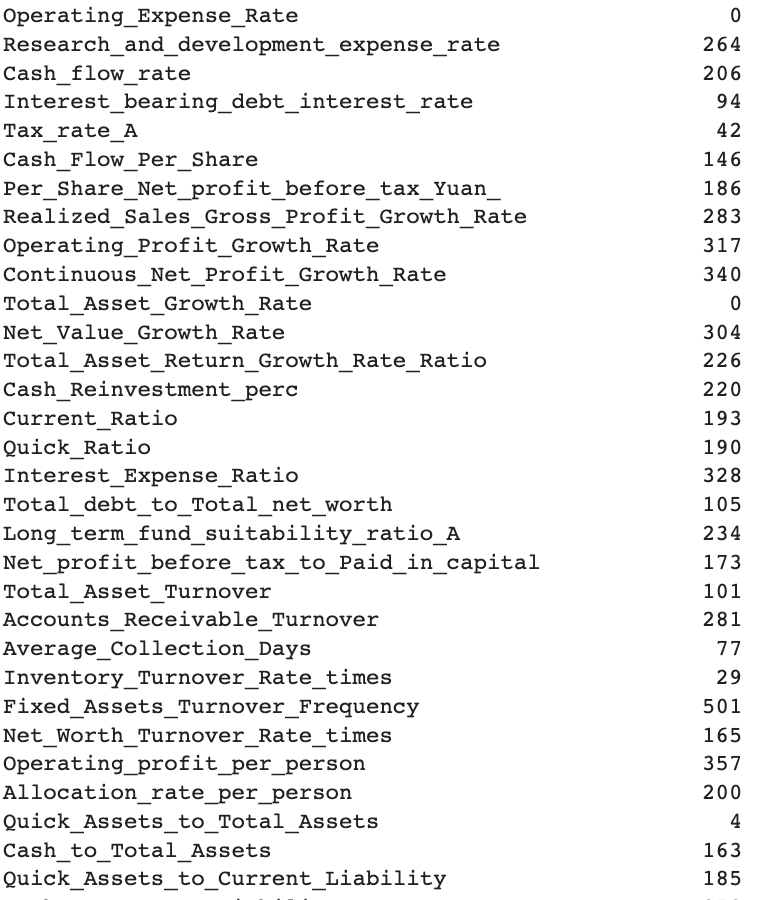 Operating_Expense_Rate 0
Research_and_development_expense_rate 264
Cash_flow_rate 206
Interest_bearing_debt_interest_rate 94
Tax_rate_A 42
Cash_Flow_Per_Share 146
Per_Share_Net_profit_before_tax_Yuan_ 186
Realized_Sales_Gross_Profit_Growth_Rate 283
Operating_Profit_Growth_Rate 317
Continuous_Net_Profit_Growth_Rate 340
Total_Asset_Growth_Rate 0
Net_Value_Growth_Rate 304
Total_Asset_Return_Growth_Rate_Ratio 226
Cash_Reinvestment_perc 220
Current_Ratio 193
Quick_Ratio 190
Interest_Expense_Ratio 328
Total_debt_to_Total_net_worth 105
Long_term_fund_suitability_ratio_A 234
Net_profit_before_tax_to_Paid_in_capital 173
Total_Asset_Turnover 101
Accounts_Receivable_Turnover 281
Average_Collection_Days 77
Inventory_Turnover_Rate_times 29
Fixed_Assets_Turnover_Frequency 501
Net_Worth_Turnover_Rate_times 165
Operating_profit_per_person 357
Allocation_rate_per_person 200
Quick_Assets_to_Total_Assets 4
Cash_to_Total_Assets 163
Quick_Assets_to_Current_Liability 185